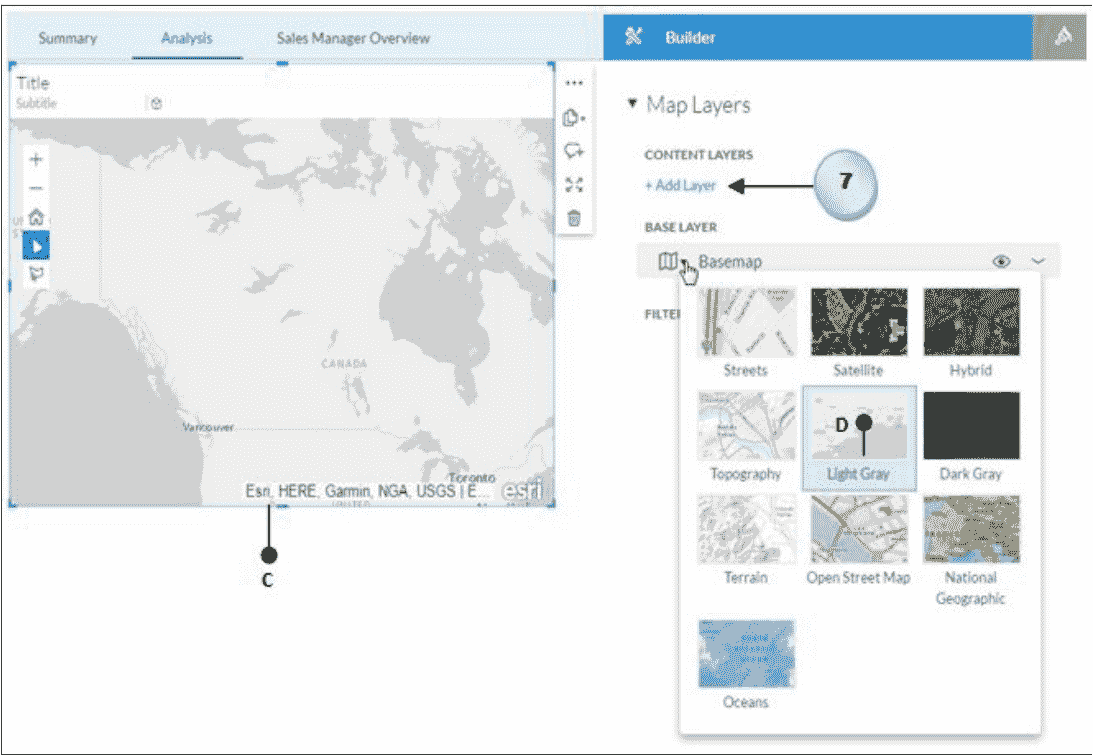 Summary
Analysis
Sales Manager Overview
Builder
Title
Subtitle
Map Layers
CONTENT LAYERS
+ Add Layer
7
BASE LAYER
Basemap
FILTER
Streets
Satellite
Hybrid
D
Topography
Light Gray
Dark Gray
Terrain
Open Street Map
National
Geographic
Oceans
CANADA
Vancouver
Toronto
Esri, HERE, Garmin, NGA, USGS | E...
esri
C